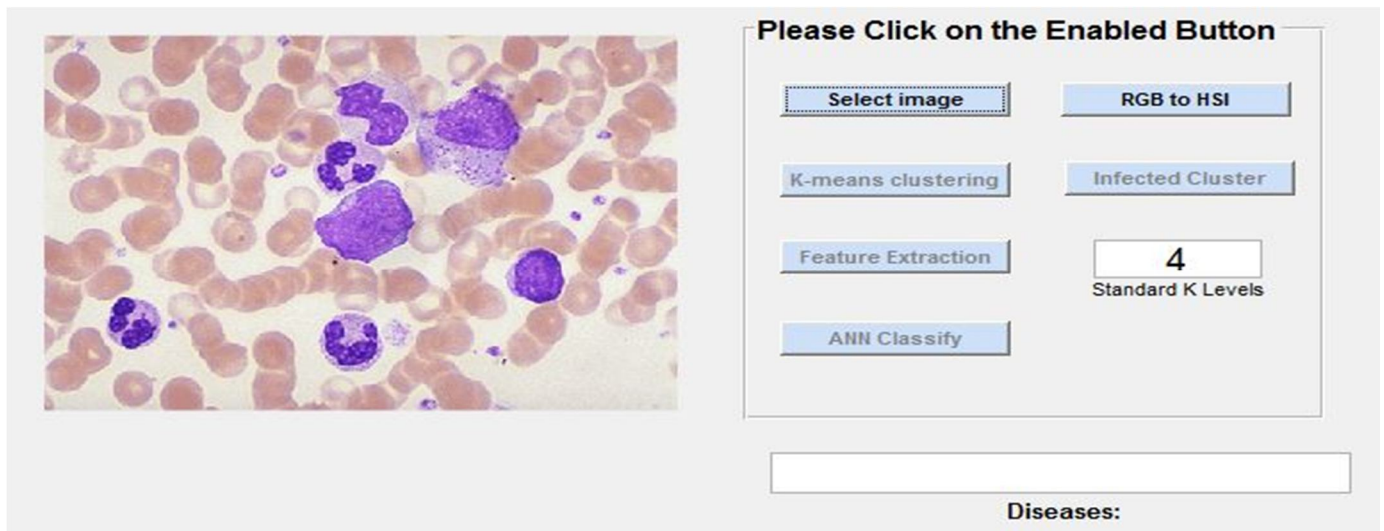 Please Click on the Enabled Button
Select image
RGB to HSI
K-means clustering
Infected Cluster
Feature Extraction
4
Standard K Levels
ANN Classify
Diseases: